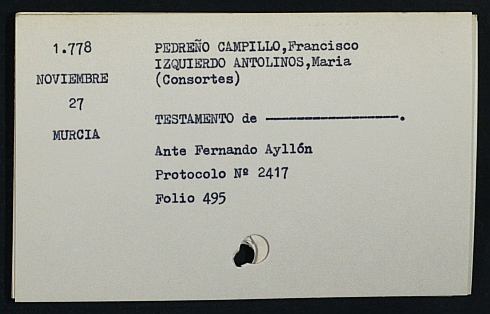 1.778
NOVIEMBRE
27
MURCIA
PEDREÑO CAMPILLO,Francisco
IZQUIERDO ANTOLINOS,Maria
(Consortes)
TESTAMENTO de ------------------.
Ante Fernando Ayllón
Protocolo Nº 2417
Folio 495